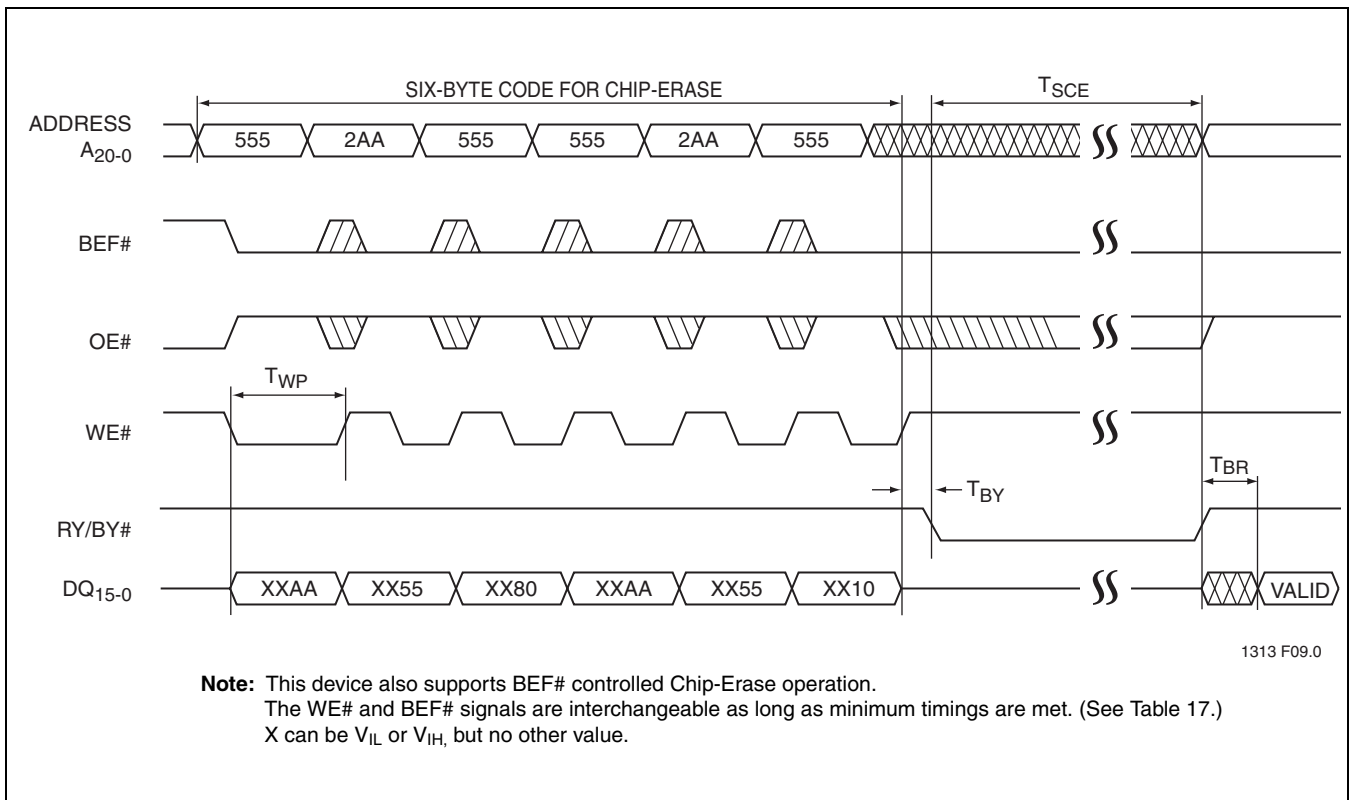 SIX-BYTE CODE FOR CHIP-ERASE
TSCE
ADDRESS
A20-0
555 2AA 555 555 2AA 555
BEF#
OE#
TWP
WE#
TBR
TBY
RY/BY#
DQ15-0
XXAA XX55 XX80 XXAA XX55 XX10
VALID
1313 F09.0
Note: This device also supports BEF# controlled Chip-Erase operation.
The WE# and BEF# signals are interchangeable as long as minimum timings are met. (See Table 17.)
X can be VIL or VIH, but no other value.